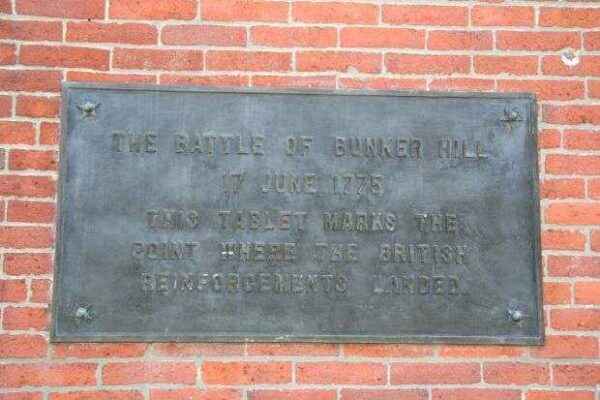 THE BATTLE OF BUNKER HILL
17 JUNE 1775
THIS TABLET MARKS THE
POINT WHERE THE BRITISH
REINFORCEMENTS LANDED.